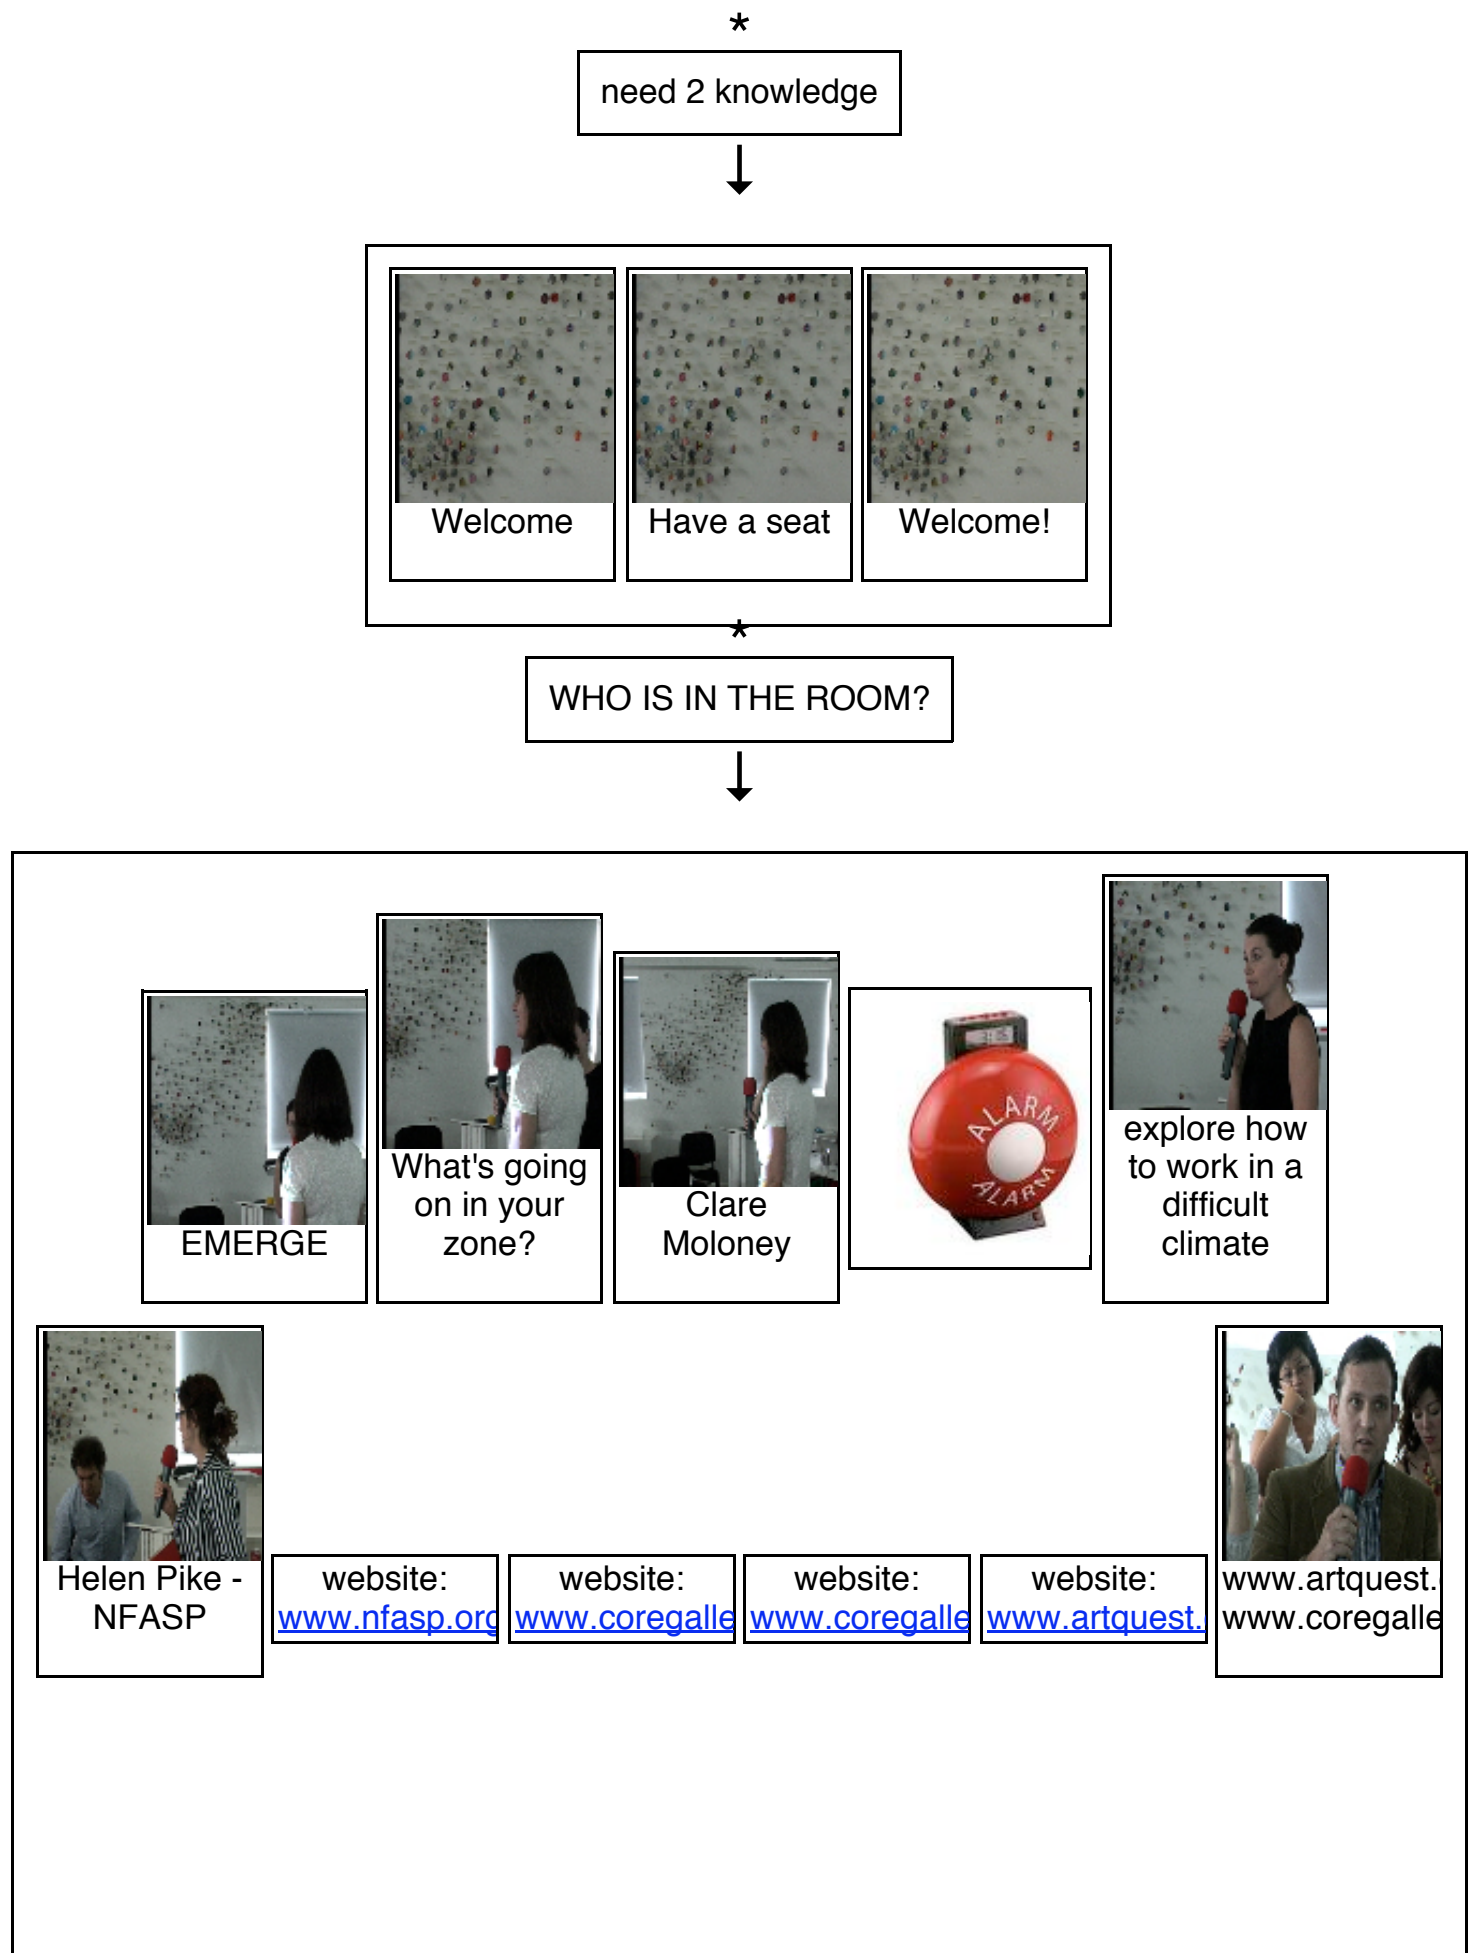 *
need 2 knowledge
Welcome
Have a seat
Welcome!
*
WHO IS IN THE ROOM?
EMERGE
What's going
on in your
zone?
Clare
Moloney
ALARM
ALARM
explore how
to work in a
difficult
climate
Helen Pike -
NFASP
website:
www.nfasp.org
website:
www.coregalle
website:
www.coregalle
website:
www.artquest.
www.artquest.
www.coregalle